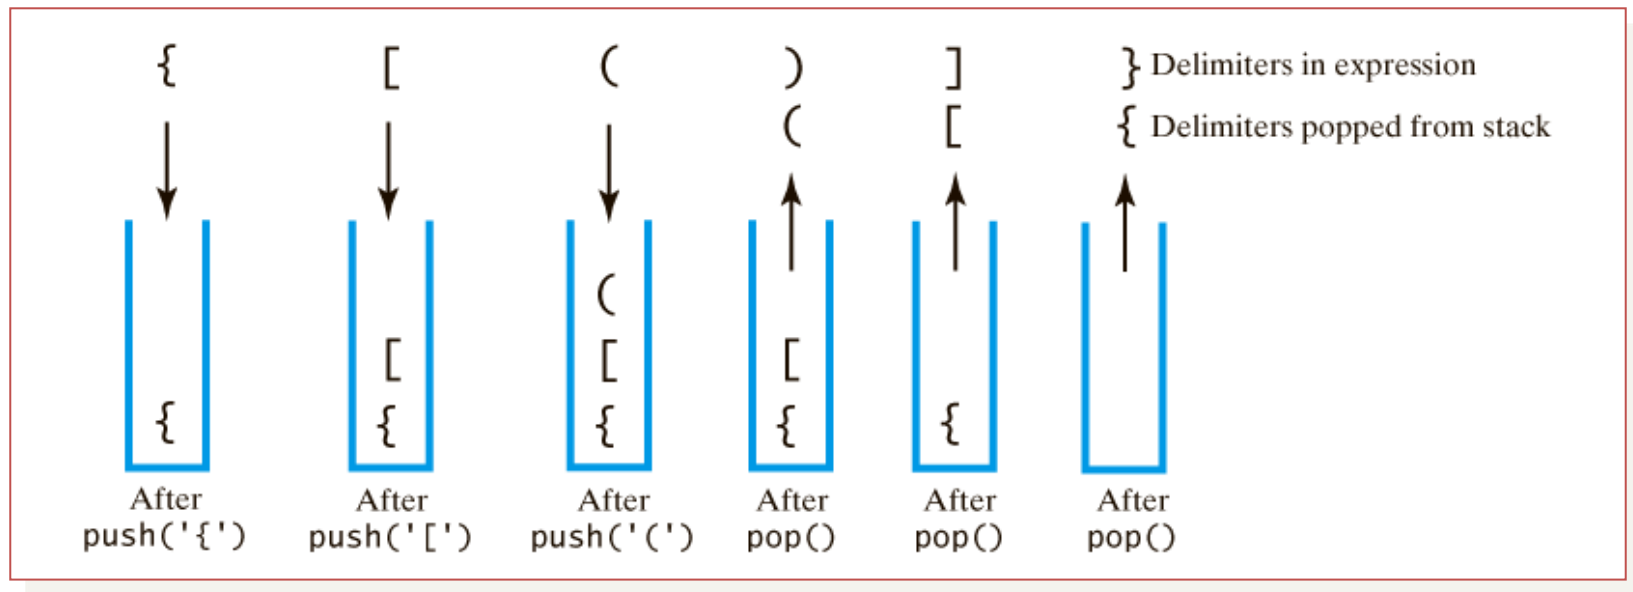 { [ ( ) ] } Delimiters in expression
( [ { Delimiters popped from stack
(
[ [ [
{ { { { {
After After After After After After
push('{') push('[') push('(') pop() pop() pop()